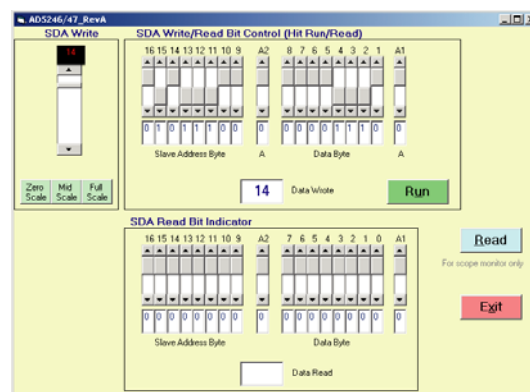 AD5246/47_RevA
SDA Write
SDA Write/Read Bit Control (Hit Run/Read)
14
16 15 14 13 12 11 10 9 A2 8 7 6 5 4 3 2 1 A1
0 1 0 1 1 1 0 0 0 0 0 0 0 1 1 1 0 0
Slave Address Byte A Data Byte A
Zero Scale
Mid Scale
Full Scale
14 Data Wrote
Run
SDA Read Bit Indicator
16 15 14 13 12 11 10 9 A2 7 6 5 4 3 2 1 0 A1
0 0 0 0 0 0 0 0 0 0 0 0 0 0 0 0 0 0
Slave Address Byte Data Byte
Data Read
Read
For scope monitor only
Exit